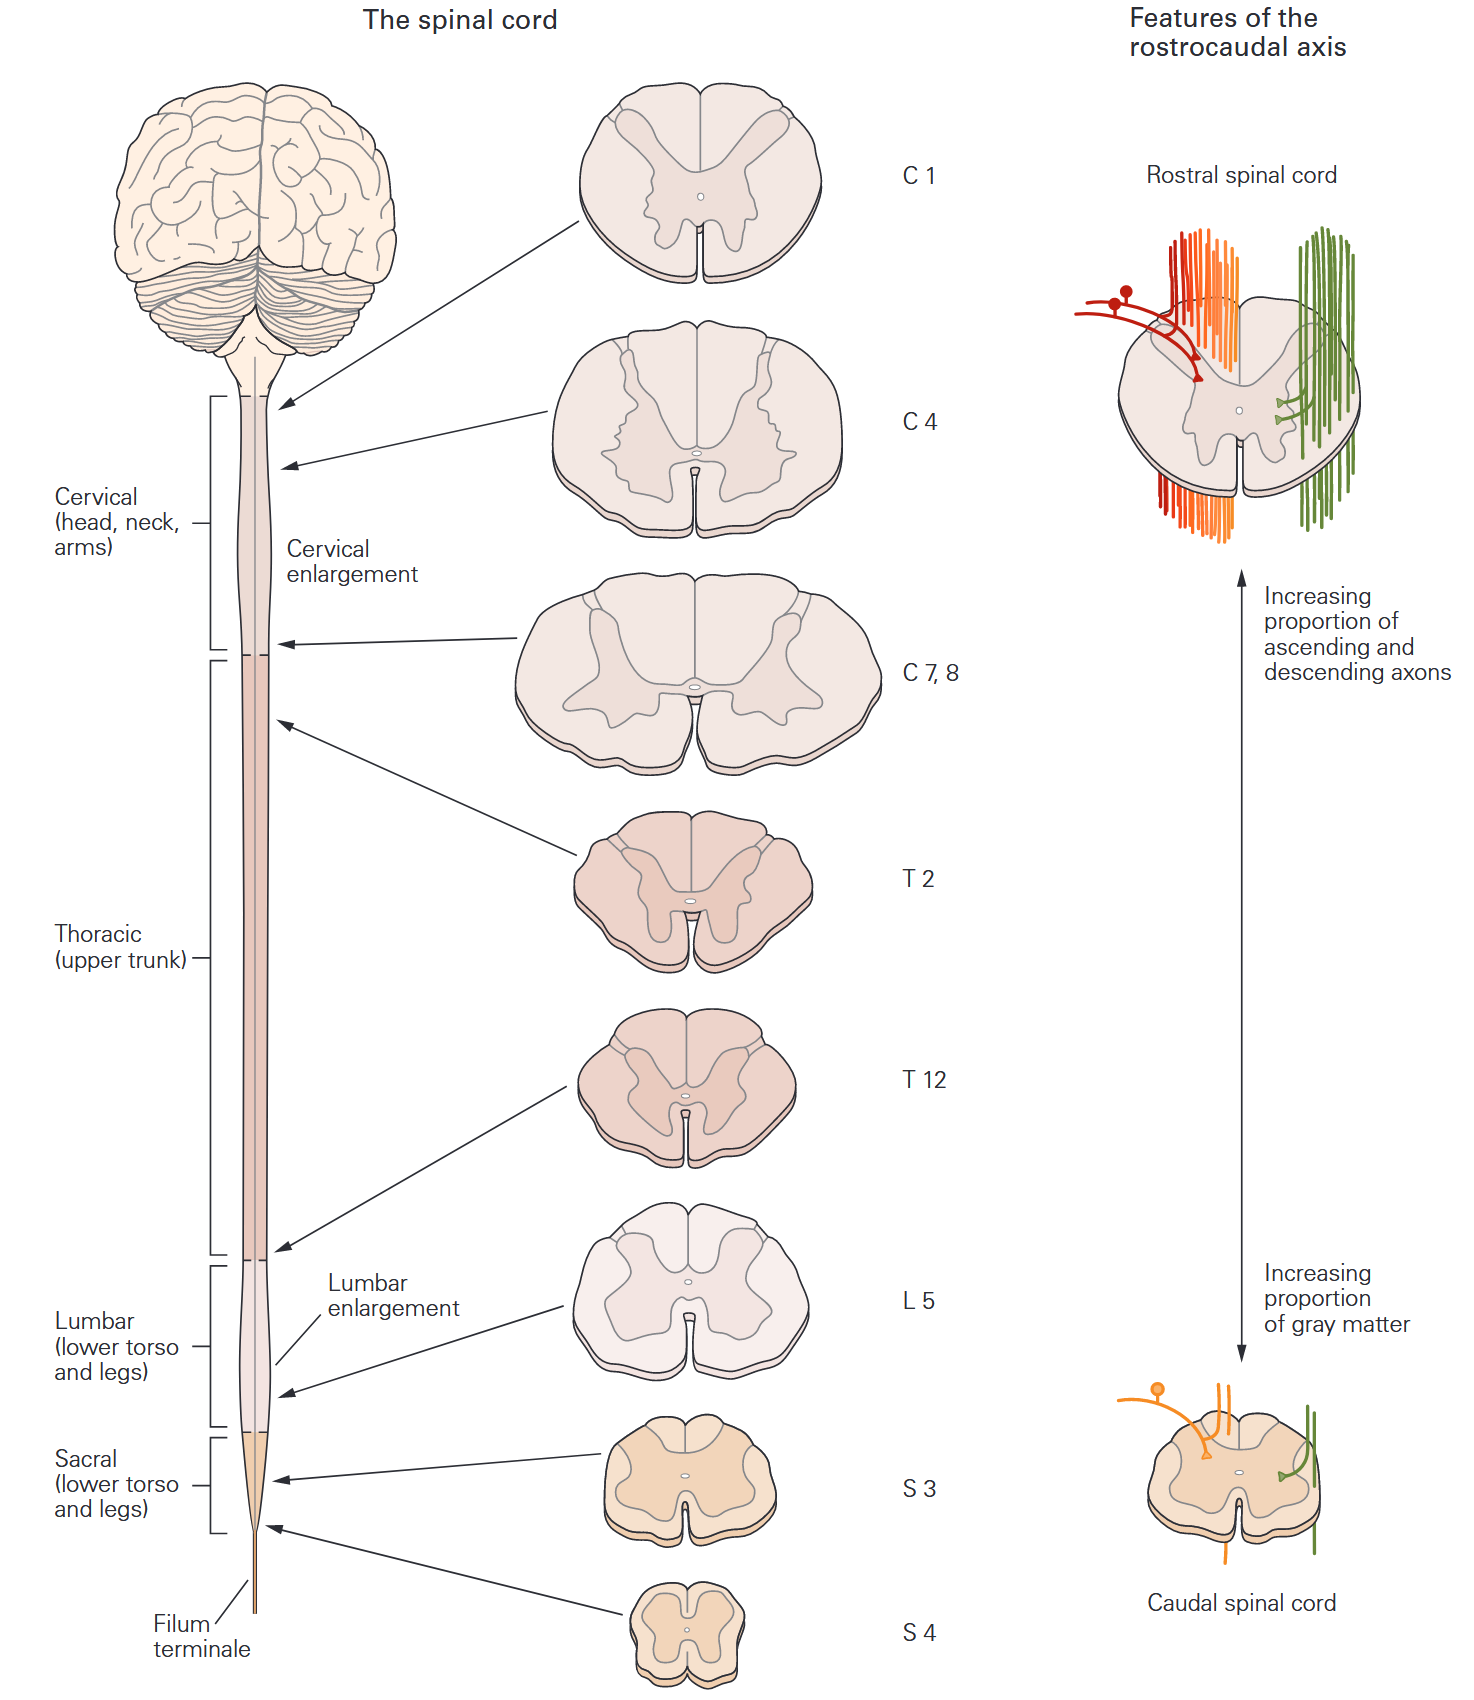 The spinal cord
Features of the
rostrocaudal axis
C 1
Rostral spinal cord
C 4
Cervical
(head, neck,
arms)
Cervical
enlargement
C 7, 8
Increasing
proportion of
ascending and
descending axons
T 2
Thoracic
(upper trunk)
T 12
Lumbar
enlargement
L 5
Increasing
proportion
of gray matter
Lumbar
(lower torso
and legs)
Sacral
(lower torso
and legs)
S 3
Caudal spinal cord
Filum
terminale
S 4